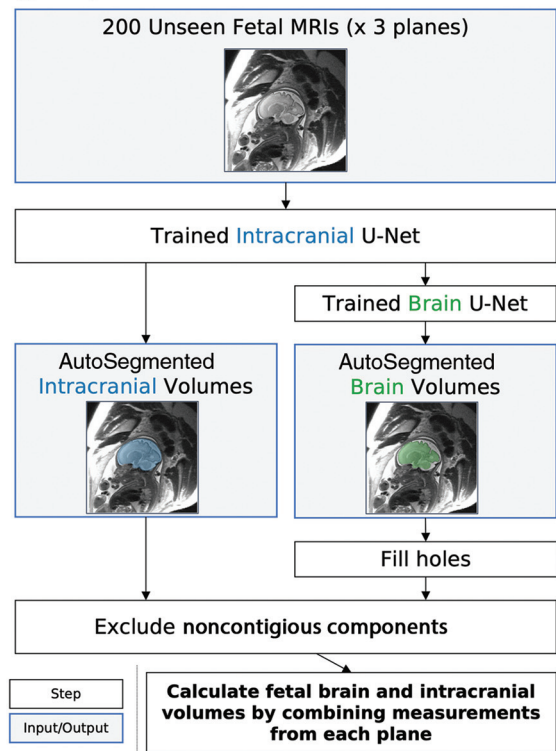 200 Unseen Fetal MRIs (x 3 planes)
Trained Intracranial U-Net
Trained Brain U-Net
AutoSegmented
Intracranial Volumes
AutoSegmented
Brain Volumes
Fill holes
Exclude noncontigious components
Step
Input/Output
Calculate fetal brain and intracranial
volumes by combining measurements
from each plane